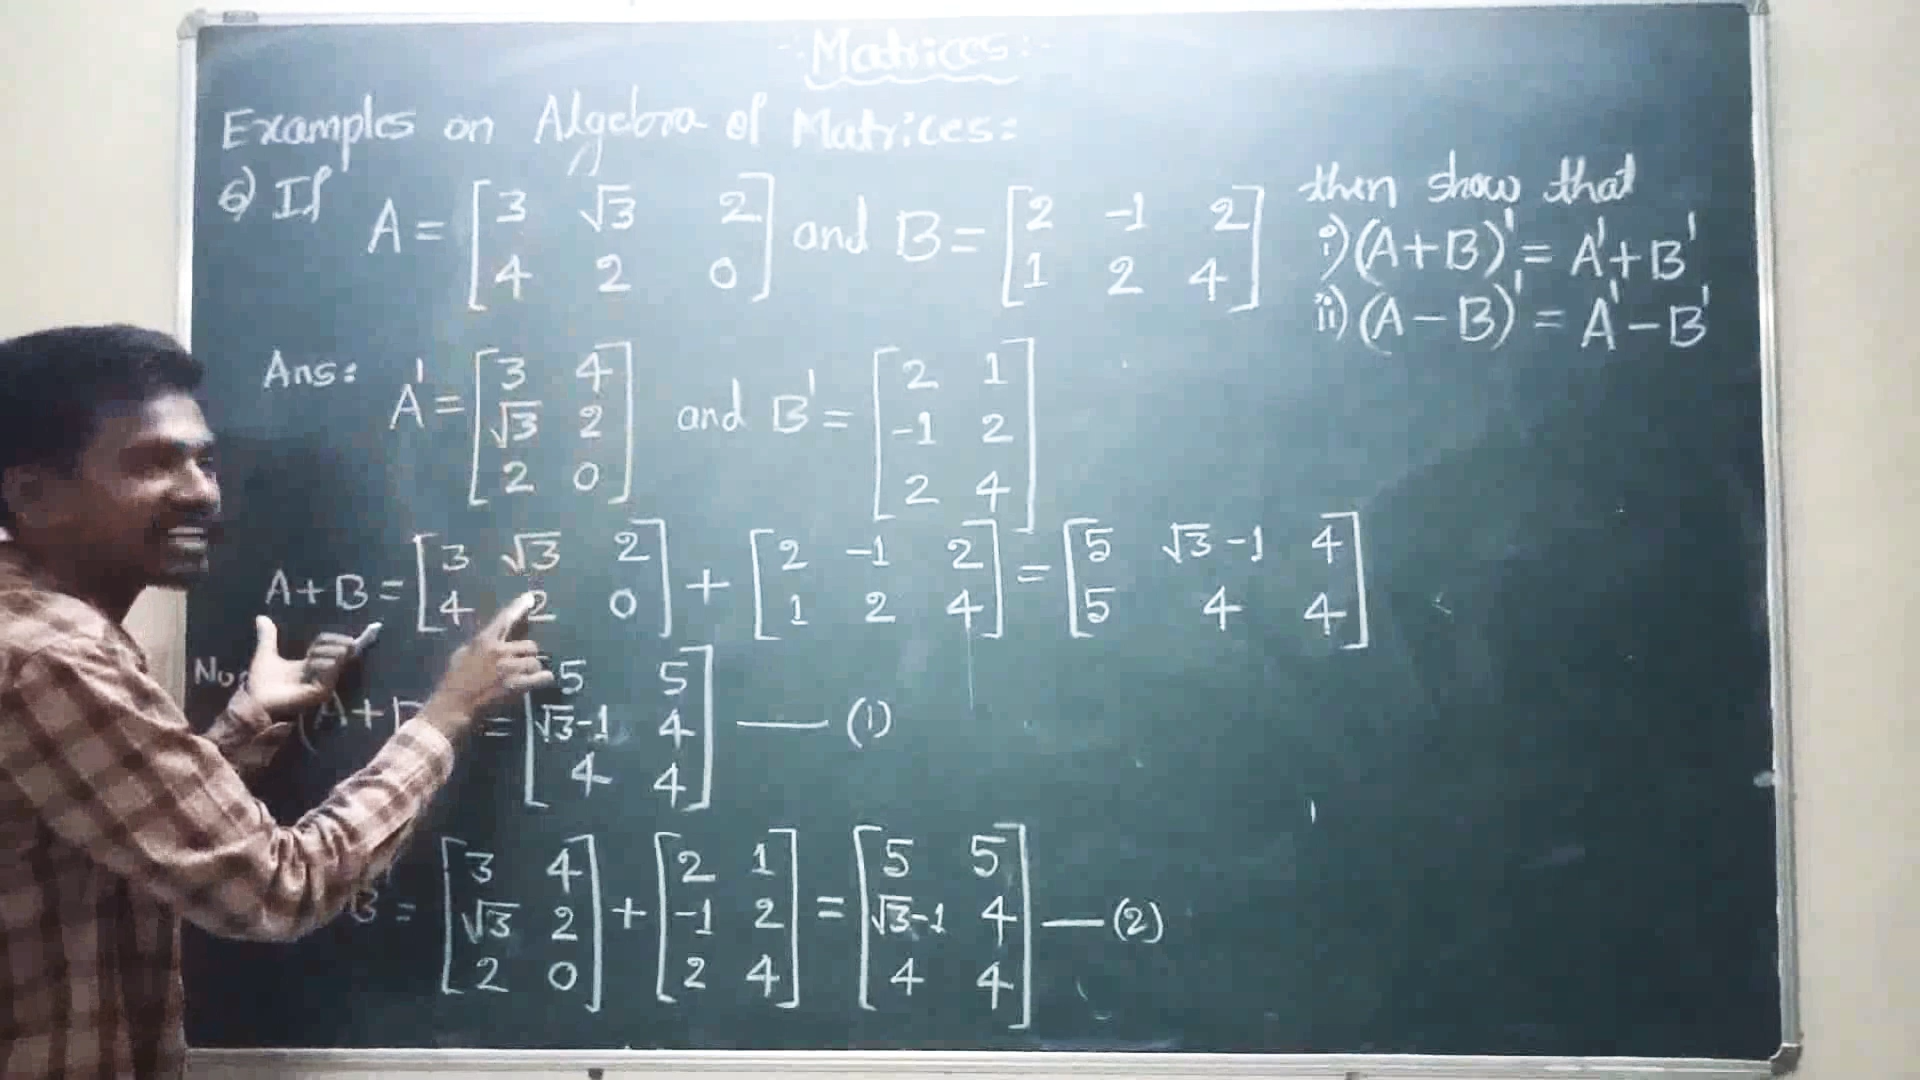 -: Matrices :-
Examples on Algebra of Matrices:
6) If A = [3 √3 2 and B = [2 -1 2 then show that
4 2 0] 1 2 4]
i) (A+B)' = A'+B'
ii) (A-B)' = A'-B'
Ans: A' = [3 4 and B' = [2 1
√3 2 -1 2
2 0] 2 4]
A+B = [3 √3 2 + [2 -1 2 = [5 √3-1 4
4 2 0] 1 2 4] 5 4 4]
(A+ = [5 5
√3-1 4 — (1)
4 4]
B = [3 4 + [2 1 = [5 5
√3 2 -1 2 √3-1 4 — (2)
2 0] 2 4] 4 4]